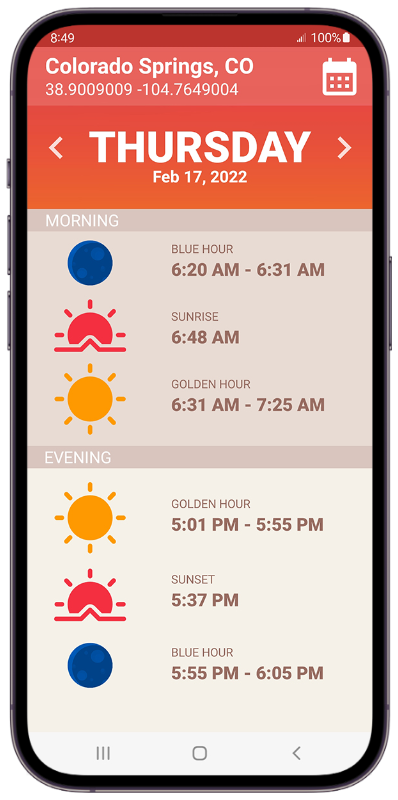 8:49
100%
Colorado Springs, CO
38.9009009 -104.7649004
THURSDAY
Feb 17, 2022
MORNING
BLUE HOUR
6:20 AM - 6:31 AM
SUNRISE
6:48 AM
GOLDEN HOUR
6:31 AM - 7:25 AM
EVENING
GOLDEN HOUR
5:01 PM - 5:55 PM
SUNSET
5:37 PM
BLUE HOUR
5:55 PM - 6:05 PM